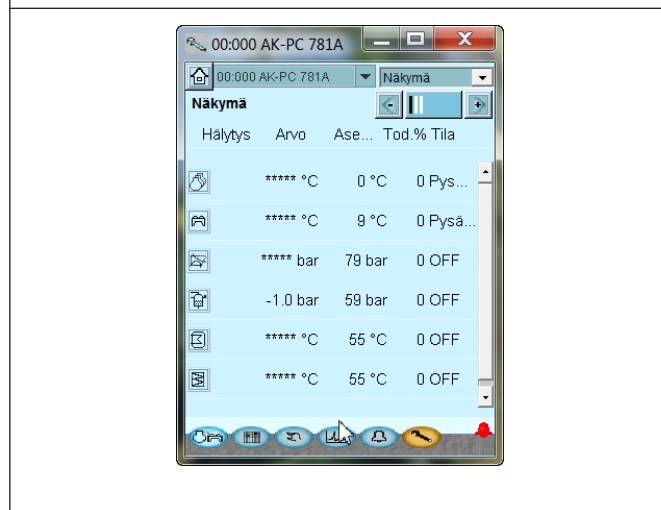 00:000 AK-PC 781A
00:000 AK-PC 781A Näkymä
Näkymä
Hälytys Arvo Ase... Tod.% Tila
***** °C 0 °C 0 Pys...
***** °C 9 °C 0 Pysä...
***** bar 79 bar 0 OFF
-1.0 bar 59 bar 0 OFF
***** °C 55 °C 0 OFF
***** °C 55 °C 0 OFF